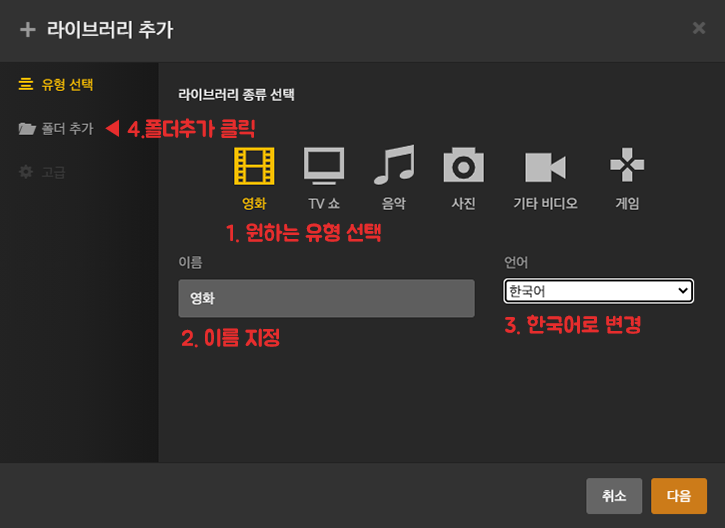 라이브러리 추가
유형 선택
폴더 추가
4.폴더추가 클릭
고급
라이브러리 종류 선택
영화
TV 쇼
음악
사진
기타 비디오
게임
1. 원하는 유형 선택
이름
언어
영화
한국어
2. 이름 지정
3. 한국어로 변경
취소
다음